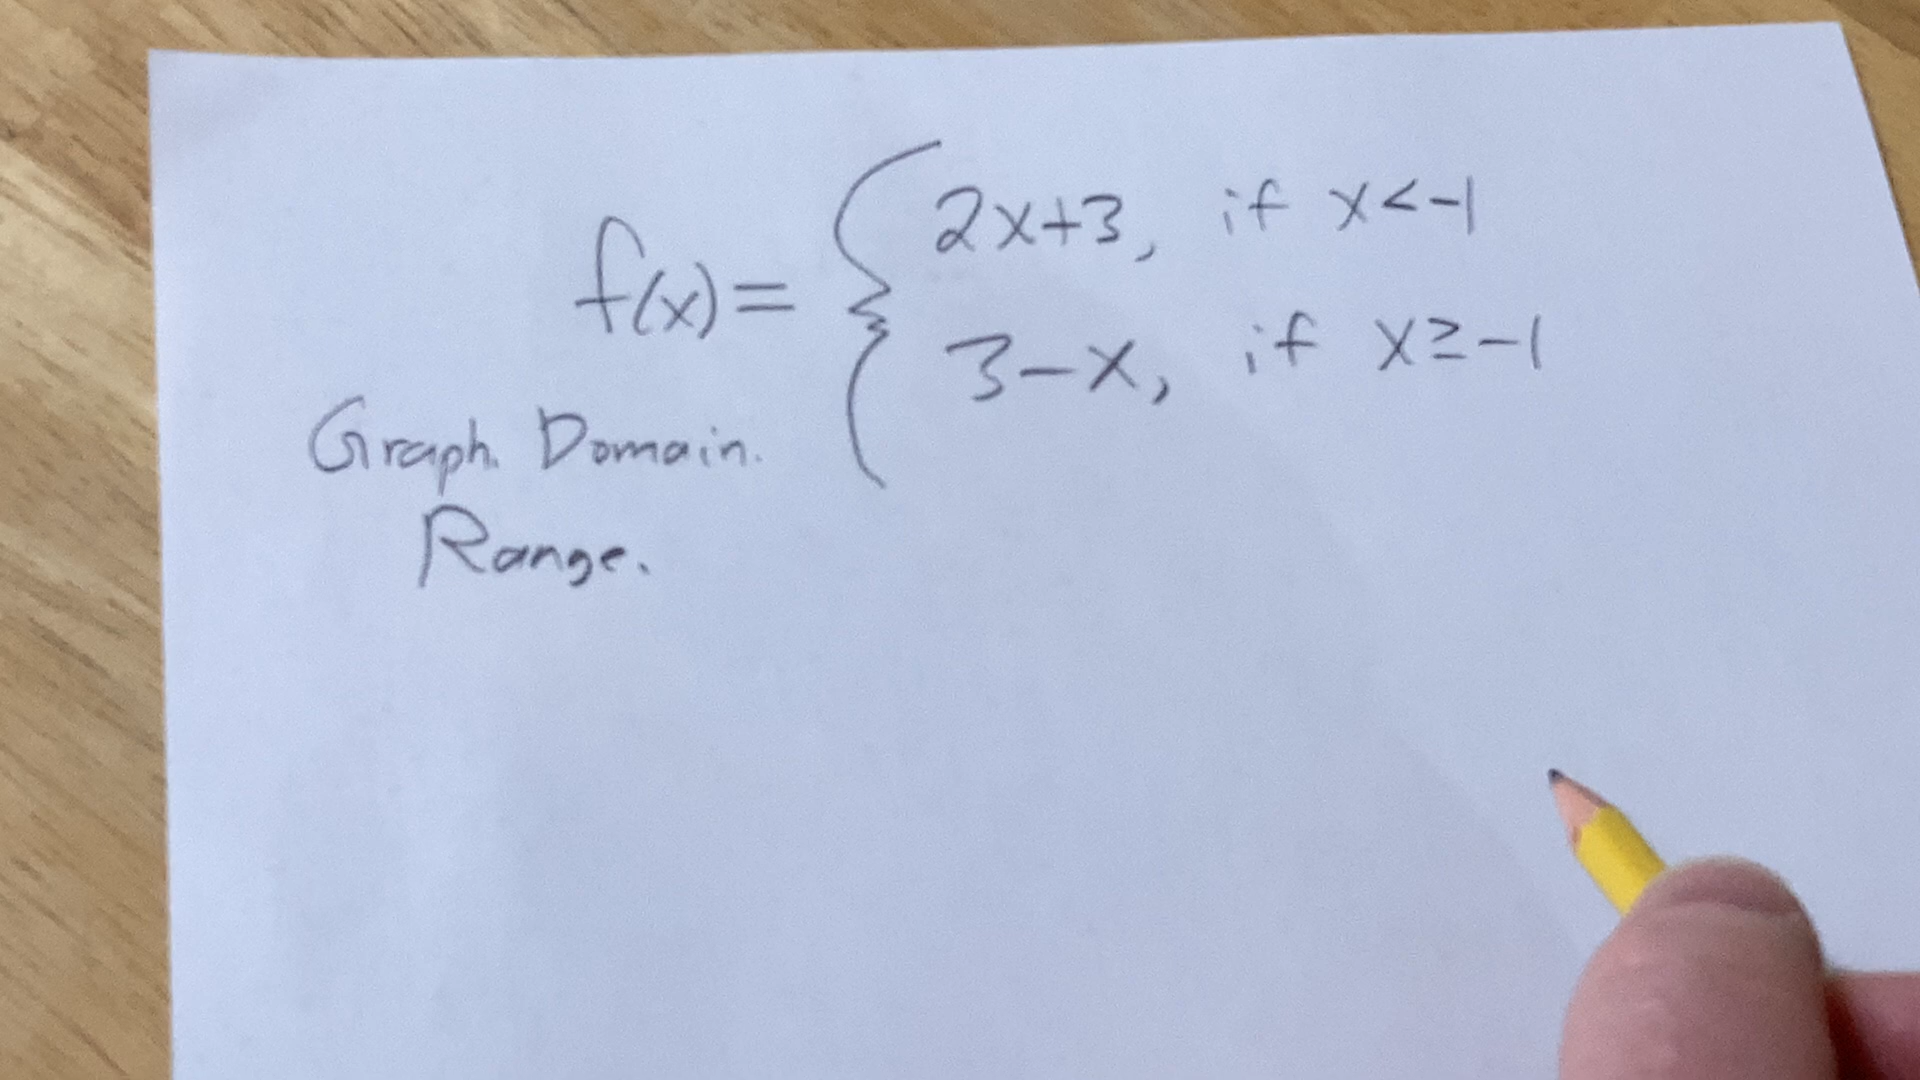 f(x) = { 2x+3, if x<-1
3-x, if x≥-1
Graph. Domain.
Range.